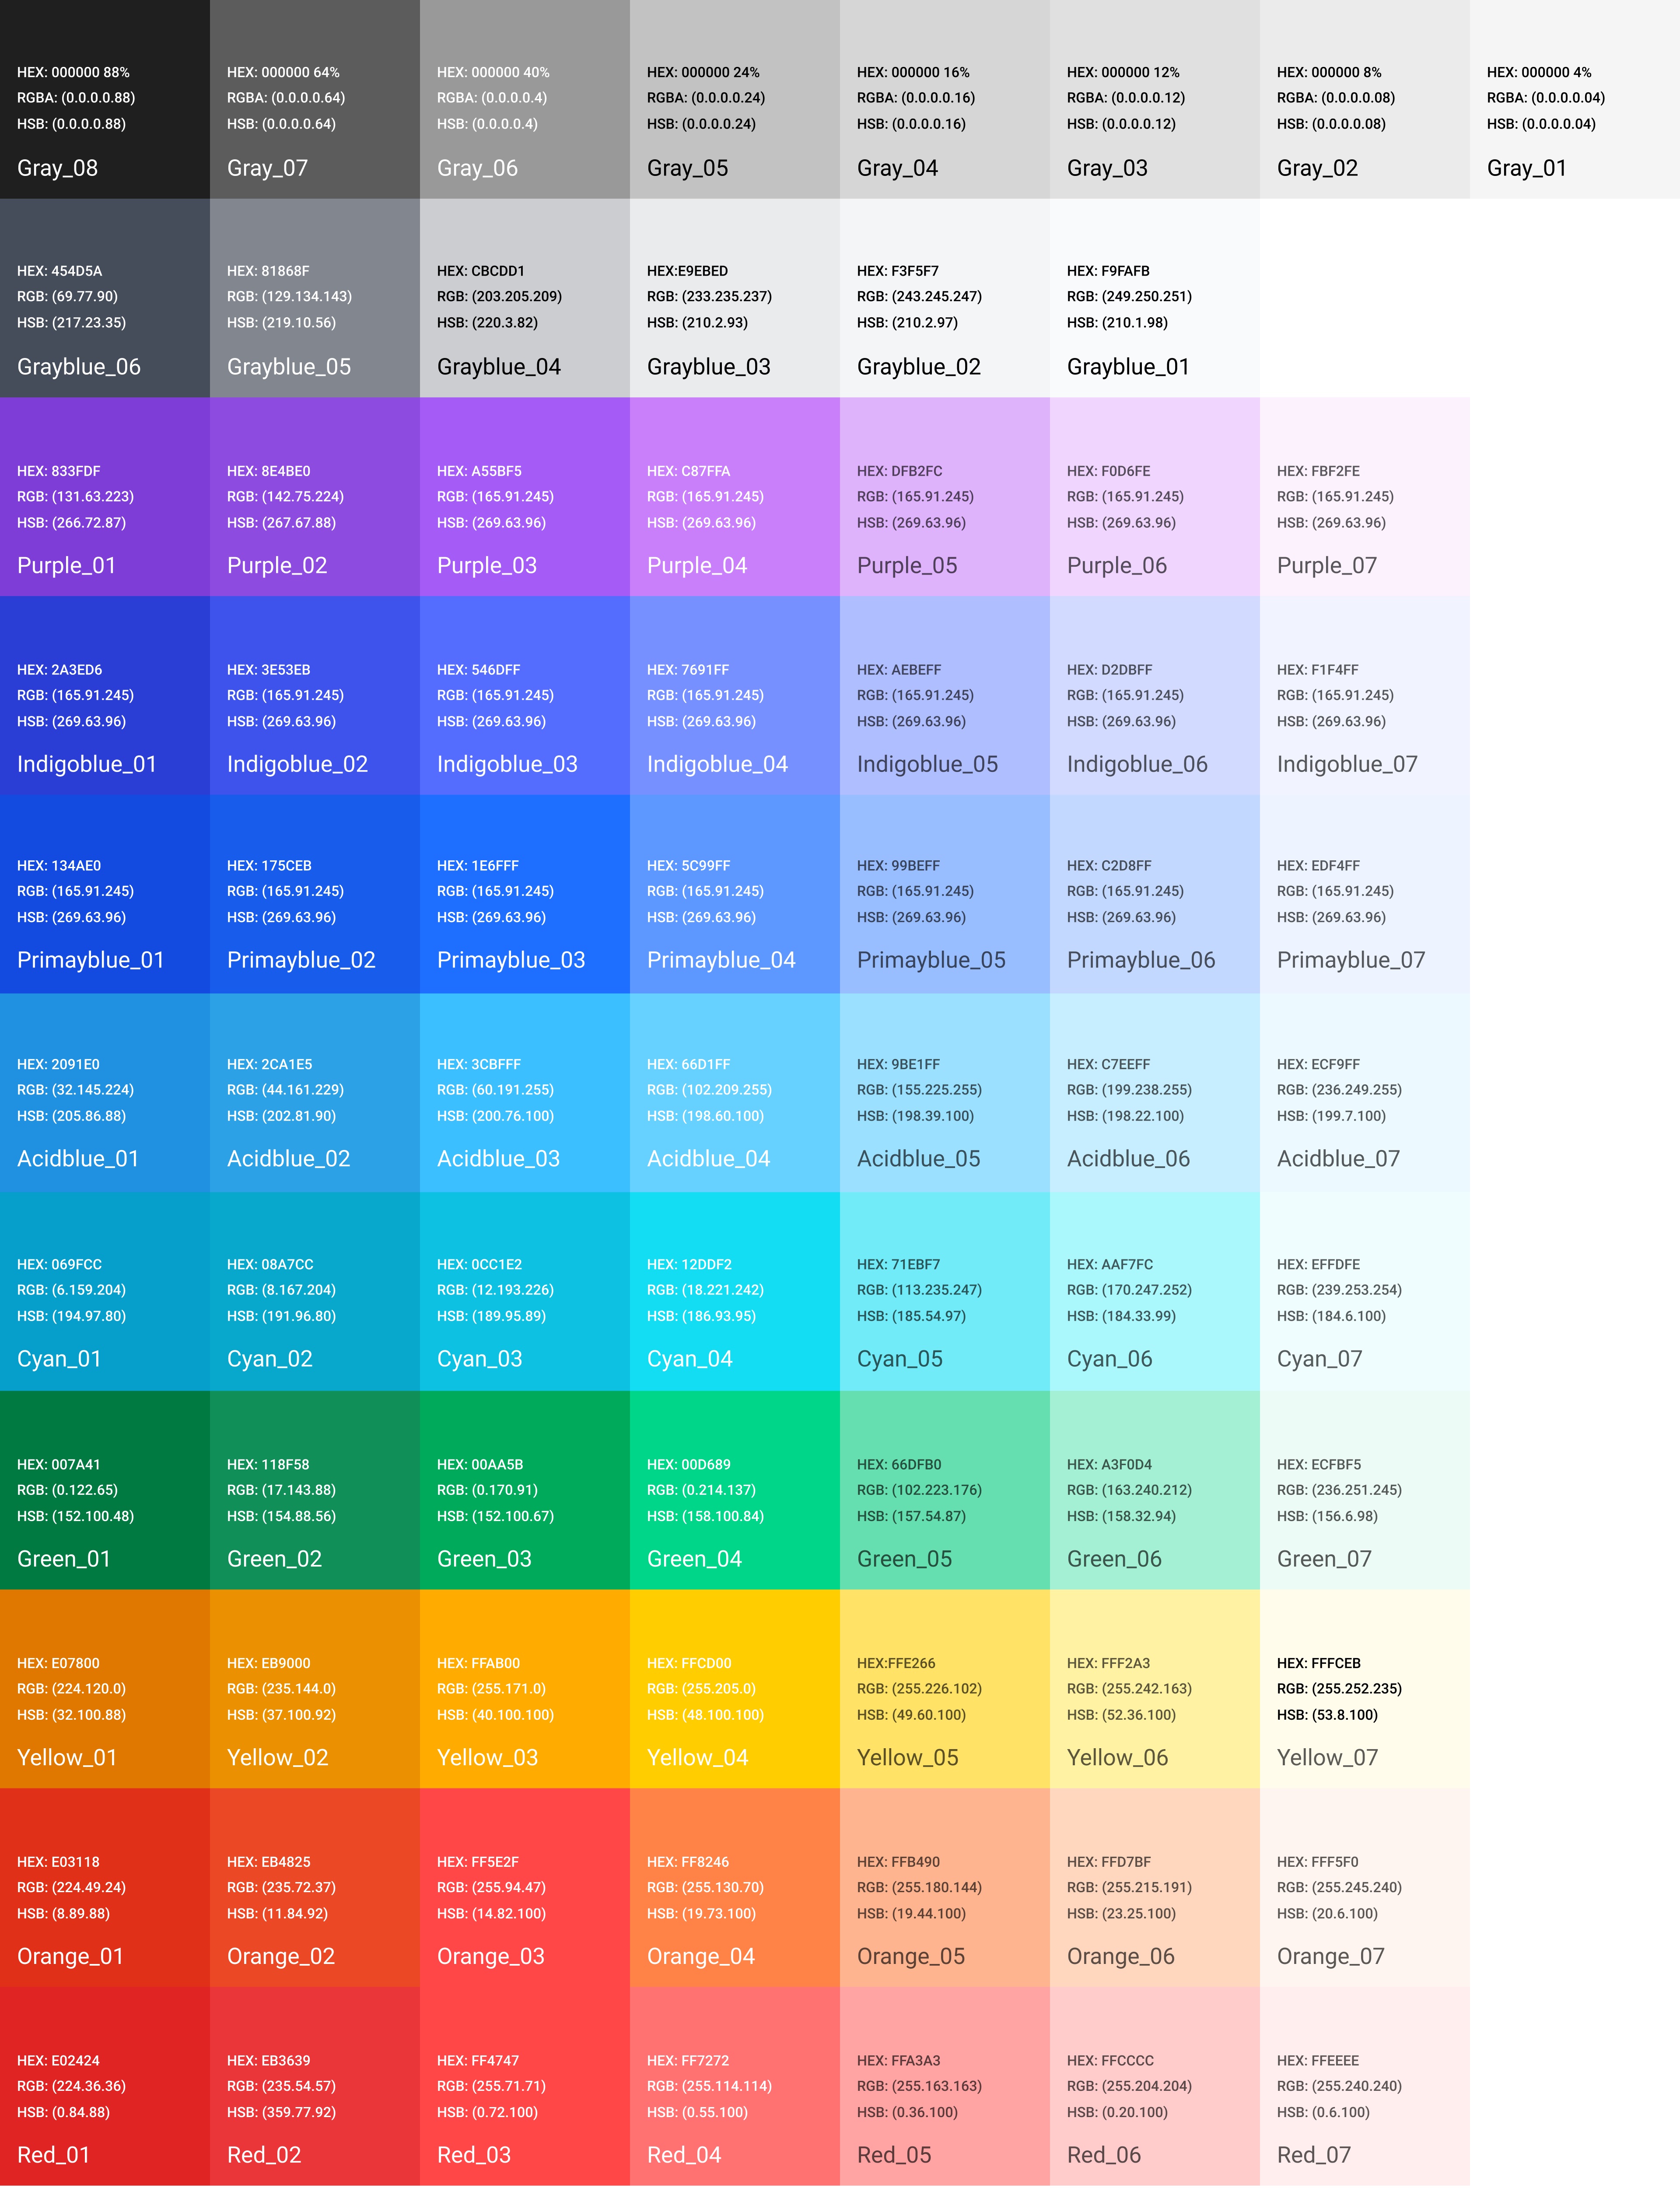 HEX: 000000 88%
RGBA: (0.0.0.0.88)
HSB: (0.0.0.0.88)
Gray_08
HEX: 000000 64%
RGBA: (0.0.0.0.64)
HSB: (0.0.0.0.64)
Gray_07
HEX: 000000 40%
RGBA: (0.0.0.0.4)
HSB: (0.0.0.0.4)
Gray_06
HEX: 000000 24%
RGBA: (0.0.0.0.24)
HSB: (0.0.0.0.24)
Gray_05
HEX: 000000 16%
RGBA: (0.0.0.0.16)
HSB: (0.0.0.0.16)
Gray_04
HEX: 000000 12%
RGBA: (0.0.0.0.12)
HSB: (0.0.0.0.12)
Gray_03
HEX: 000000 8%
RGBA: (0.0.0.0.08)
HSB: (0.0.0.0.08)
Gray_02
HEX: 000000 4%
RGBA: (0.0.0.0.04)
HSB: (0.0.0.0.04)
Gray_01
HEX: 454D5A
RGB: (69.77.90)
HSB: (217.23.35)
Grayblue_06
HEX: 81868F
RGB: (129.134.143)
HSB: (219.10.56)
Grayblue_05
HEX: CBCDD1
RGB: (203.205.209)
HSB: (220.3.82)
Grayblue_04
HEX:E9EBED
RGB: (233.235.237)
HSB: (210.2.93)
Grayblue_03
HEX: F3F5F7
RGB: (243.245.247)
HSB: (210.2.97)
Grayblue_02
HEX: F9FAFB
RGB: (249.250.251)
HSB: (210.1.98)
Grayblue_01
HEX: 833FDF
RGB: (131.63.223)
HSB: (266.72.87)
Purple_01
HEX: 8E4BE0
RGB: (142.75.224)
HSB: (267.67.88)
Purple_02
HEX: A55BF5
RGB: (165.91.245)
HSB: (269.63.96)
Purple_03
HEX: C87FFA
RGB: (165.91.245)
HSB: (269.63.96)
Purple_04
HEX: DFB2FC
RGB: (165.91.245)
HSB: (269.63.96)
Purple_05
HEX: F0D6FE
RGB: (165.91.245)
HSB: (269.63.96)
Purple_06
HEX: FBF2FE
RGB: (165.91.245)
HSB: (269.63.96)
Purple_07
HEX: 2A3ED6
RGB: (165.91.245)
HSB: (269.63.96)
Indigoblue_01
HEX: 3E53EB
RGB: (165.91.245)
HSB: (269.63.96)
Indigoblue_02
HEX: 546DFF
RGB: (165.91.245)
HSB: (269.63.96)
Indigoblue_03
HEX: 7691FF
RGB: (165.91.245)
HSB: (269.63.96)
Indigoblue_04
HEX: AEBEFF
RGB: (165.91.245)
HSB: (269.63.96)
Indigoblue_05
HEX: D2DBFF
RGB: (165.91.245)
HSB: (269.63.96)
Indigoblue_06
HEX: F1F4FF
RGB: (165.91.245)
HSB: (269.63.96)
Indigoblue_07
HEX: 134AE0
RGB: (165.91.245)
HSB: (269.63.96)
Primayblue_01
HEX: 175CEB
RGB: (165.91.245)
HSB: (269.63.96)
Primayblue_02
HEX: 1E6FFF
RGB: (165.91.245)
HSB: (269.63.96)
Primayblue_03
HEX: 5C99FF
RGB: (165.91.245)
HSB: (269.63.96)
Primayblue_04
HEX: 99BEFF
RGB: (165.91.245)
HSB: (269.63.96)
Primayblue_05
HEX: C2D8FF
RGB: (165.91.245)
HSB: (269.63.96)
Primayblue_06
HEX: EDF4FF
RGB: (165.91.245)
HSB: (269.63.96)
Primayblue_07
HEX: 2091E0
RGB: (32.145.224)
HSB: (205.86.88)
Acidblue_01
HEX: 2CA1E5
RGB: (44.161.229)
HSB: (202.81.90)
Acidblue_02
HEX: 3CBFFF
RGB: (60.191.255)
HSB: (200.76.100)
Acidblue_03
HEX: 66D1FF
RGB: (102.209.255)
HSB: (198.60.100)
Acidblue_04
HEX: 9BE1FF
RGB: (155.225.255)
HSB: (198.39.100)
Acidblue_05
HEX: C7EEFF
RGB: (199.238.255)
HSB: (198.22.100)
Acidblue_06
HEX: ECF9FF
RGB: (236.249.255)
HSB: (199.7.100)
Acidblue_07
HEX: 069FCC
RGB: (6.159.204)
HSB: (194.97.80)
Cyan_01
HEX: 08A7CC
RGB: (8.167.204)
HSB: (191.96.80)
Cyan_02
HEX: 0CC1E2
RGB: (12.193.226)
HSB: (189.95.89)
Cyan_03
HEX: 12DDF2
RGB: (18.221.242)
HSB: (186.93.95)
Cyan_04
HEX: 71EBF7
RGB: (113.235.247)
HSB: (185.54.97)
Cyan_05
HEX: AAF7FC
RGB: (170.247.252)
HSB: (184.33.99)
Cyan_06
HEX: EFFDFE
RGB: (239.253.254)
HSB: (184.6.100)
Cyan_07
HEX: 007A41
RGB: (0.122.65)
HSB: (152.100.48)
Green_01
HEX: 118F58
RGB: (17.143.88)
HSB: (154.88.56)
Green_02
HEX: 00AA5B
RGB: (0.170.91)
HSB: (152.100.67)
Green_03
HEX: 00D689
RGB: (0.214.137)
HSB: (158.100.84)
Green_04
HEX: 66DFB0
RGB: (102.223.176)
HSB: (157.54.87)
Green_05
HEX: A3F0D4
RGB: (163.240.212)
HSB: (158.32.94)
Green_06
HEX: ECFBF5
RGB: (236.251.245)
HSB: (156.6.98)
Green_07
HEX: E07800
RGB: (224.120.0)
HSB: (32.100.88)
Yellow_01
HEX: EB9000
RGB: (235.144.0)
HSB: (37.100.92)
Yellow_02
HEX: FFAB00
RGB: (255.171.0)
HSB: (40.100.100)
Yellow_03
HEX: FFCD00
RGB: (255.205.0)
HSB: (48.100.100)
Yellow_04
HEX:FFE266
RGB: (255.226.102)
HSB: (49.60.100)
Yellow_05
HEX: FFF2A3
RGB: (255.242.163)
HSB: (52.36.100)
Yellow_06
HEX: FFFCEB
RGB: (255.252.235)
HSB: (53.8.100)
Yellow_07
HEX: E03118
RGB: (224.49.24)
HSB: (8.89.88)
Orange_01
HEX: EB4825
RGB: (235.72.37)
HSB: (11.84.92)
Orange_02
HEX: FF5E2F
RGB: (255.94.47)
HSB: (14.82.100)
Orange_03
HEX: FF8246
RGB: (255.130.70)
HSB: (19.73.100)
Orange_04
HEX: FFB490
RGB: (255.180.144)
HSB: (19.44.100)
Orange_05
HEX: FFD7BF
RGB: (255.215.191)
HSB: (23.25.100)
Orange_06
HEX: FFF5F0
RGB: (255.245.240)
HSB: (20.6.100)
Orange_07
HEX: E02424
RGB: (224.36.36)
HSB: (0.84.88)
Red_01
HEX: EB3639
RGB: (235.54.57)
HSB: (359.77.92)
Red_02
HEX: FF4747
RGB: (255.71.71)
HSB: (0.72.100)
Red_03
HEX: FF7272
RGB: (255.114.114)
HSB: (0.55.100)
Red_04
HEX: FFA3A3
RGB: (255.163.163)
HSB: (0.36.100)
Red_05
HEX: FFCCCC
RGB: (255.204.204)
HSB: (0.20.100)
Red_06
HEX: FFEEEE
RGB: (255.240.240)
HSB: (0.6.100)
Red_07